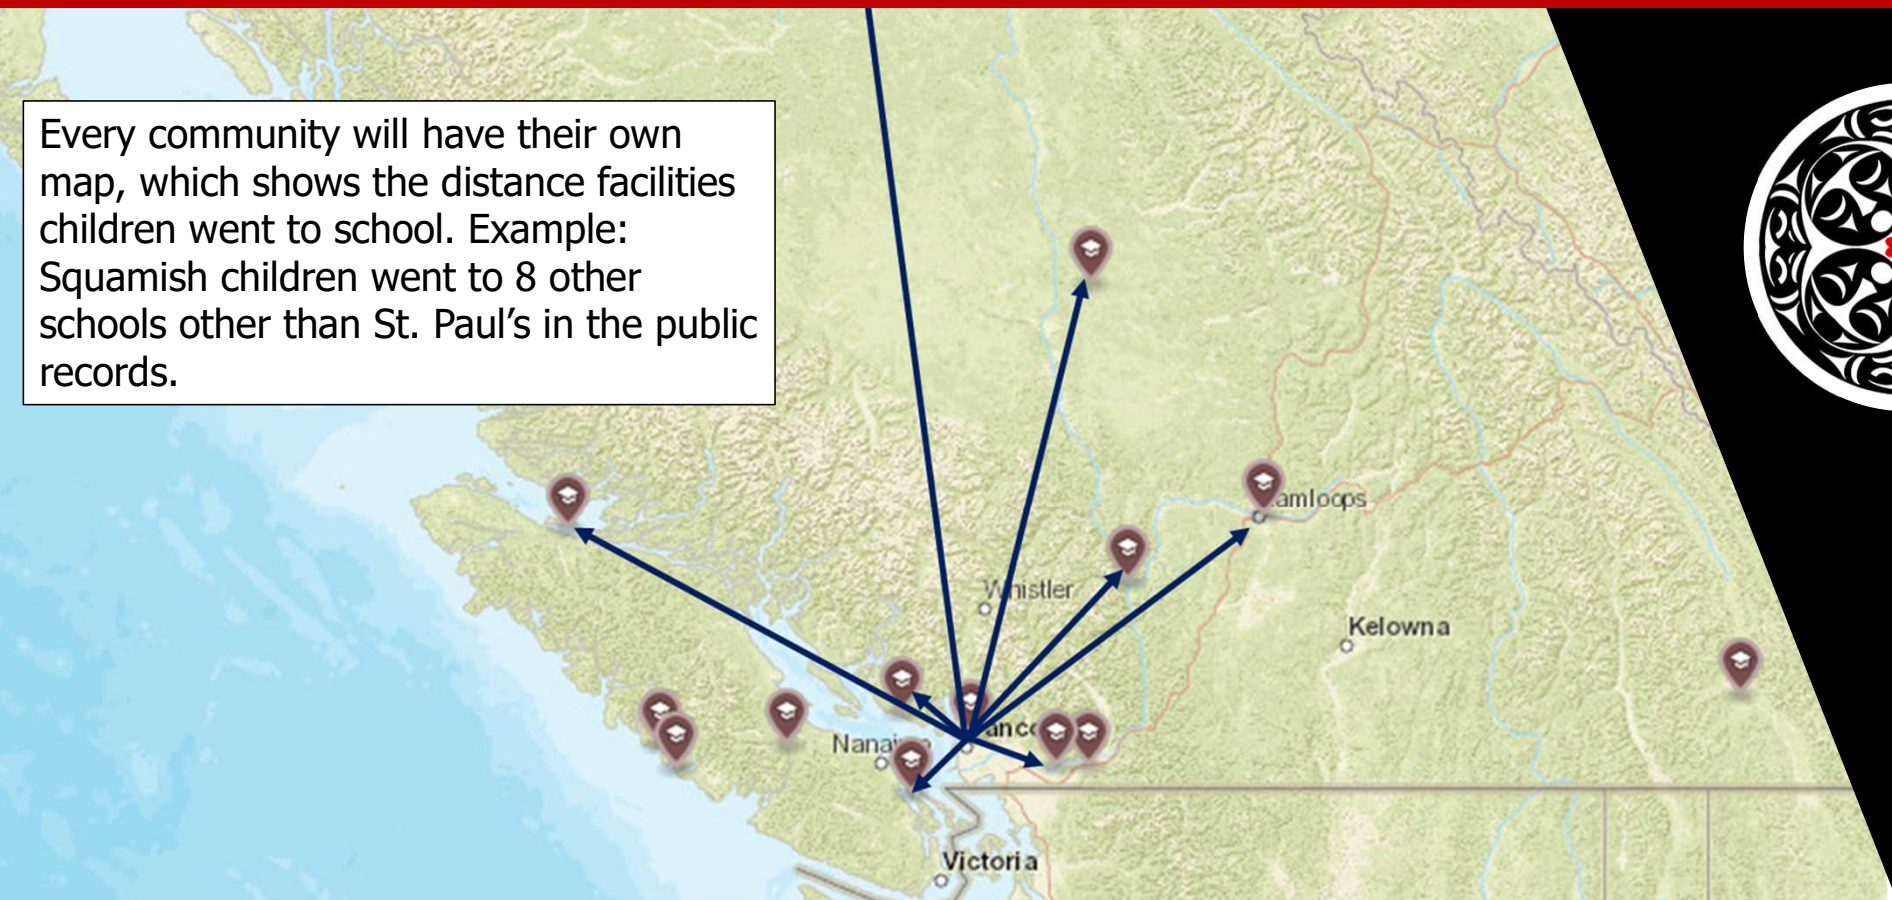 Every community will have their own
map, which shows the distance facilities
children went to school. Example:
Squamish children went to 8 other
schools other than St. Paul’s in the public
records.
amloops
Whistler
Kelowna
Victoria